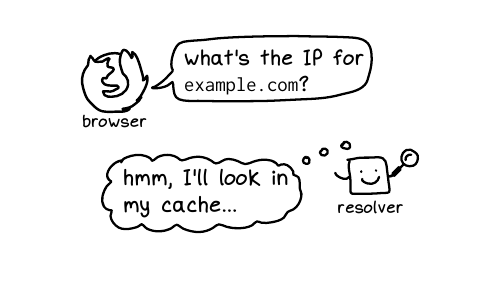 what's the IP for
example.com?
browser
hmm, I'll look in
my cache...
resolver